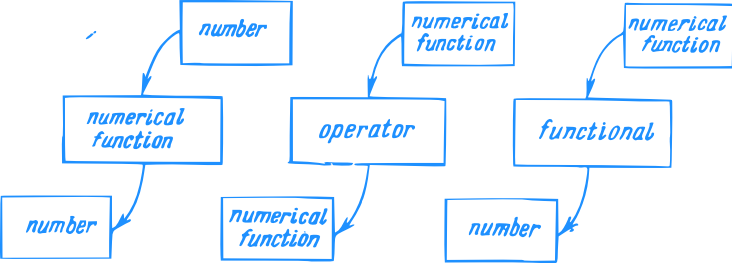 number
numerical
function
number
numerical
function
operator
numerical
function
numerical
function
functional
number